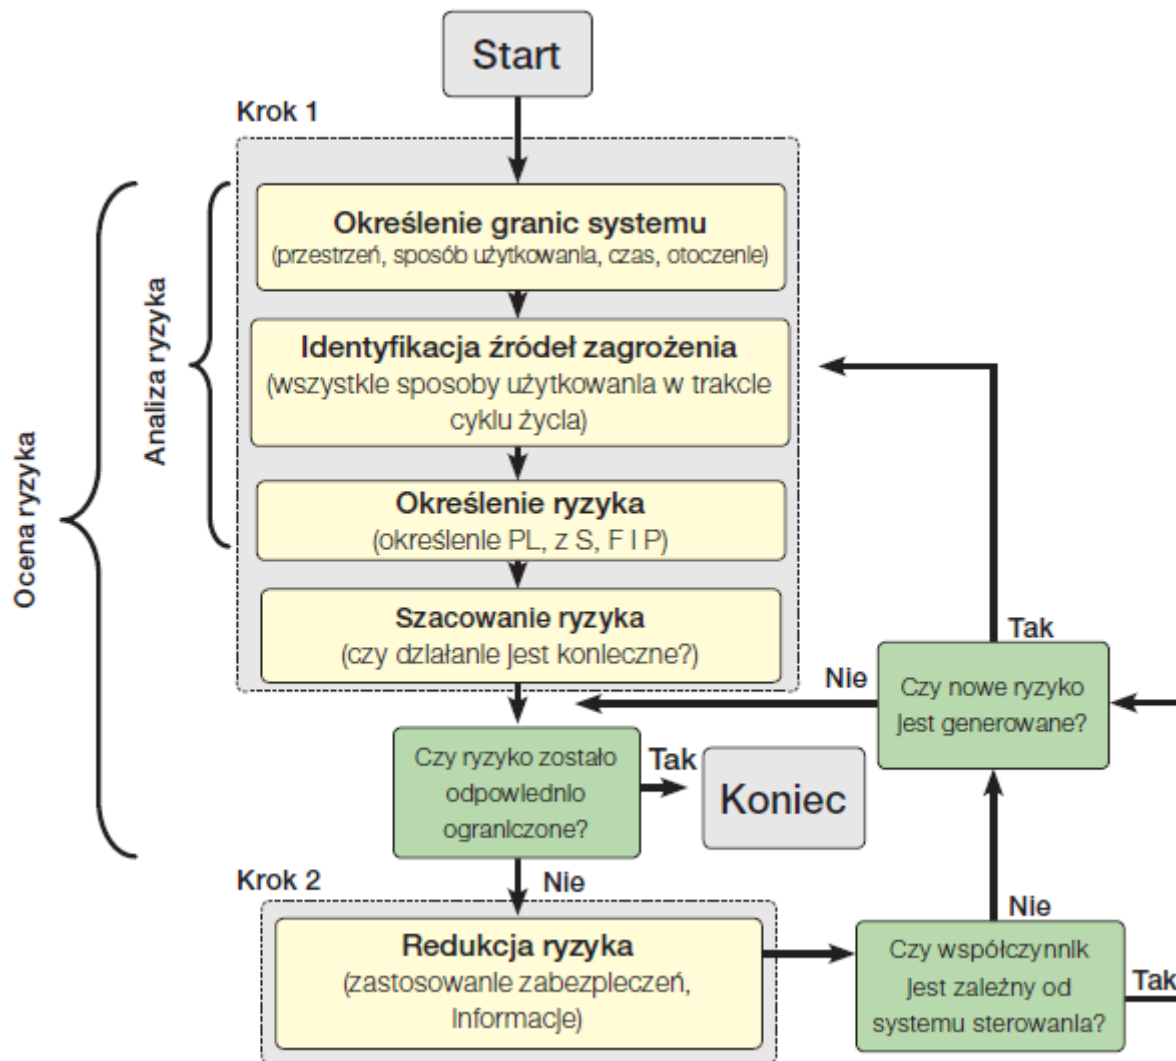 Start
Krok 1
Określenie granic systemu
(przestrzeń, sposób użytkowania, czas, otoczenie)
Identyfikacja źródeł zagrożenia
(wszystkie sposoby użytkowania w trakcie
cyklu życia)
Określenie ryzyka
(określenie PL, z S, F I P)
Szacowanie ryzyka
(czy działanie jest konieczne?)
Analiza ryzyka
Ocena ryzyka
Czy ryzyko zostało
odpowiednio
ograniczone?
Tak
Koniec
Nie
Krok 2
Redukcja ryzyka
(zastosowanie zabezpieczeń,
Informacje)
Czy współczynnik
jest zależny od
systemu sterowania?
Tak
Nie
Czy nowe ryzyko
jest generowane?
Nie
Tak